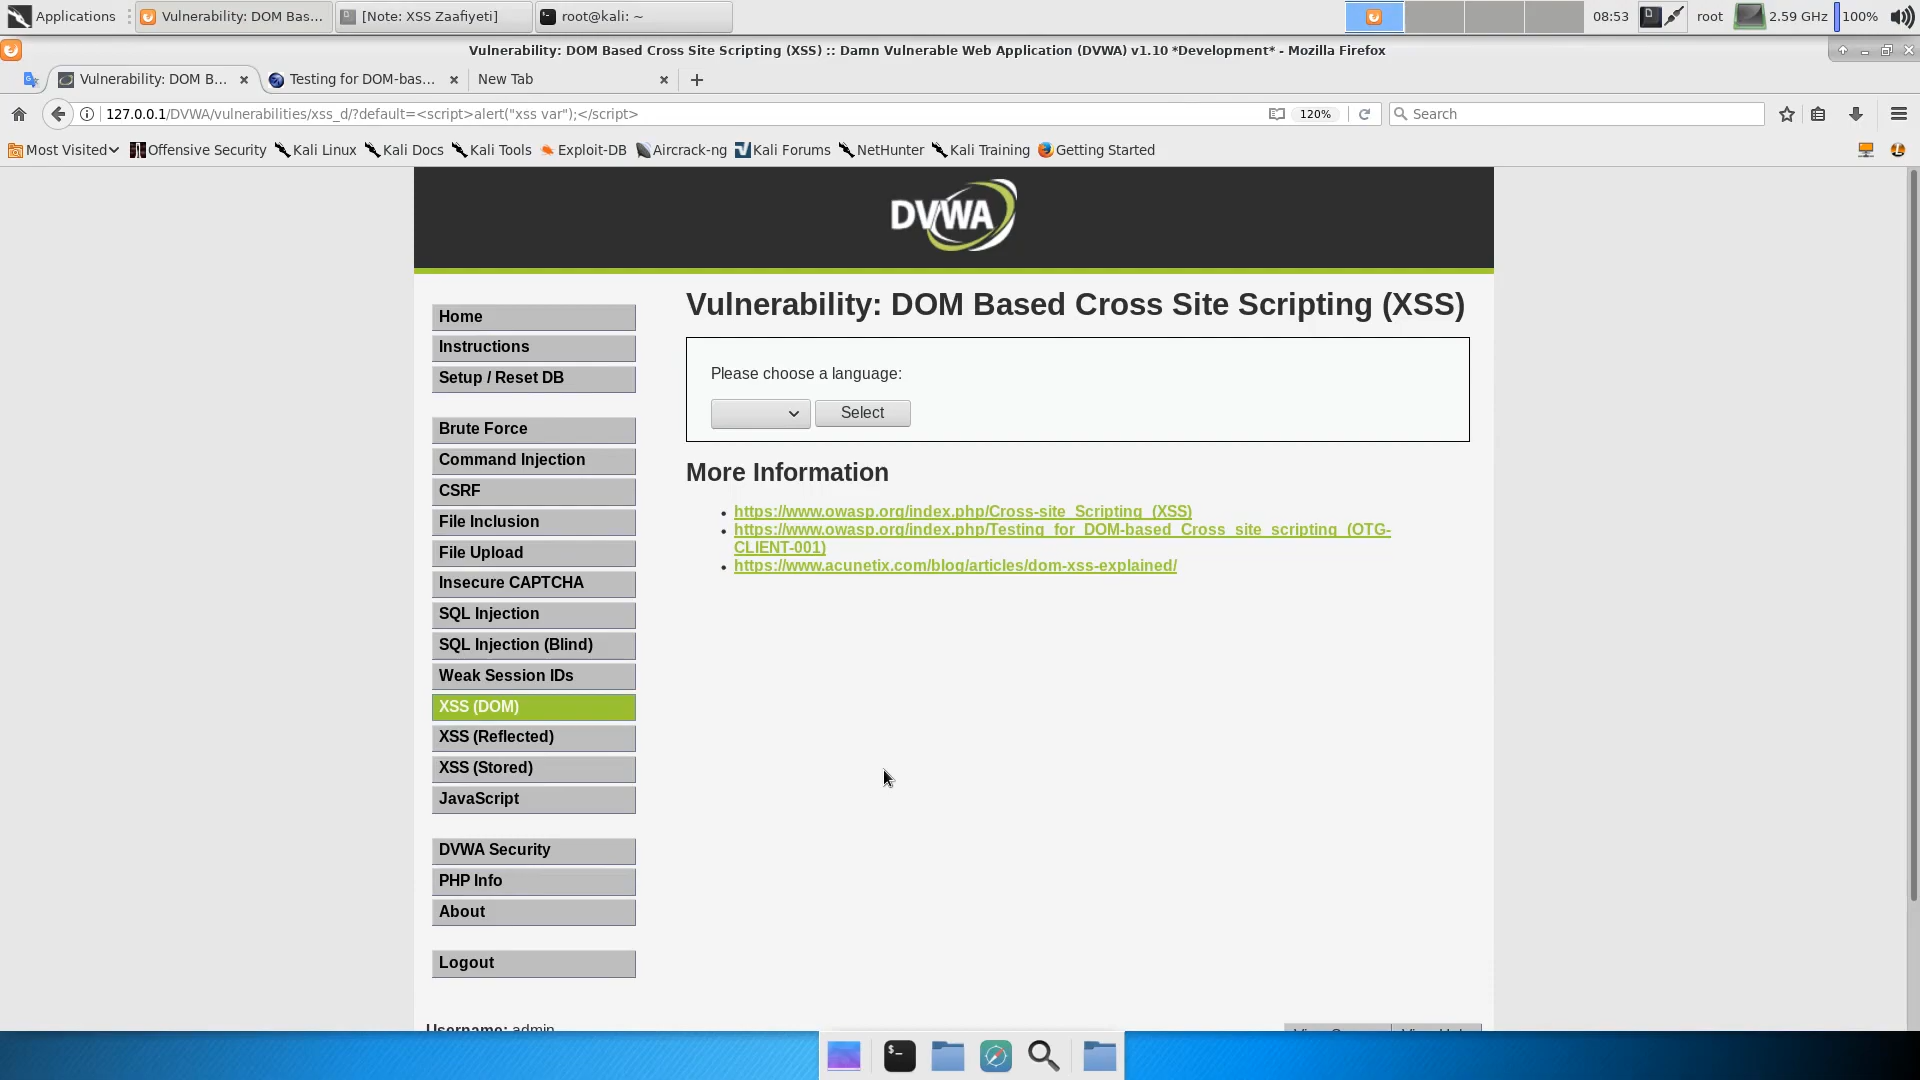 Applications
Vulnerability: DOM Bas...
[Note: XSS Zaafiyeti]
root@kali: ~
08:53
root
2.59 GHz
100%
Vulnerability: DOM Based Cross Site Scripting (XSS) :: Damn Vulnerable Web Application (DVWA) v1.10 *Development* - Mozilla Firefox
Vulnerability: DOM B...
Testing for DOM-bas...
New Tab
127.0.0.1/DVWA/vulnerabilities/xss_d/?default=<script>alert("xss var");</script>
120%
Search
Most Visited
Offensive Security
Kali Linux
Kali Docs
Kali Tools
Exploit-DB
Aircrack-ng
Kali Forums
NetHunter
Kali Training
Getting Started
DVWA
Home
Instructions
Setup / Reset DB
Brute Force
Command Injection
CSRF
File Inclusion
File Upload
Insecure CAPTCHA
SQL Injection
SQL Injection (Blind)
Weak Session IDs
XSS (DOM)
XSS (Reflected)
XSS (Stored)
JavaScript
DVWA Security
PHP Info
About
Logout
Username: admin
Vulnerability: DOM Based Cross Site Scripting (XSS)
Please choose a language:
Select
More Information
https://www.owasp.org/index.php/Cross-site_Scripting_(XSS)
https://www.owasp.org/index.php/Testing_for_DOM-based_Cross_site_scripting_(OTG-
CLIENT-001)
https://www.acunetix.com/blog/articles/dom-xss-explained/